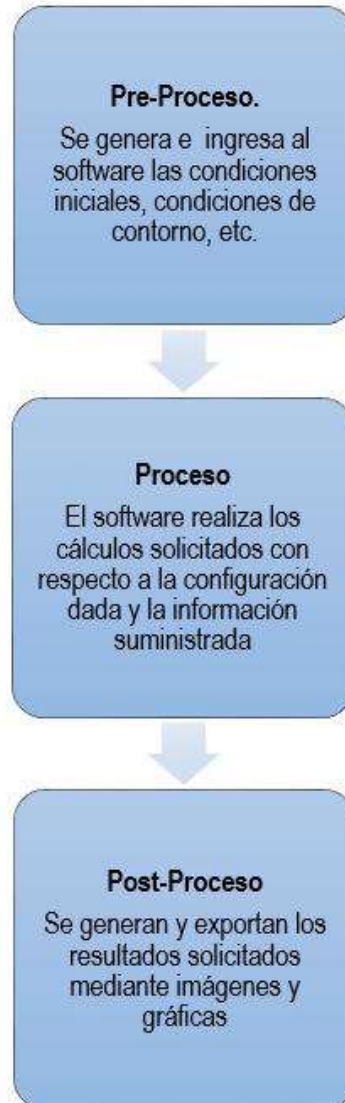 Pre-Proceso.
Se genera e ingresa al
software las condiciones
iniciales, condiciones de
contorno, etc.
Proceso
El software realiza los
cálculos solicitados con
respecto a la configuración
dada y la información
suministrada
Post-Proceso
Se generan y exportan los
resultados solicitados
mediante imágenes y
gráficas